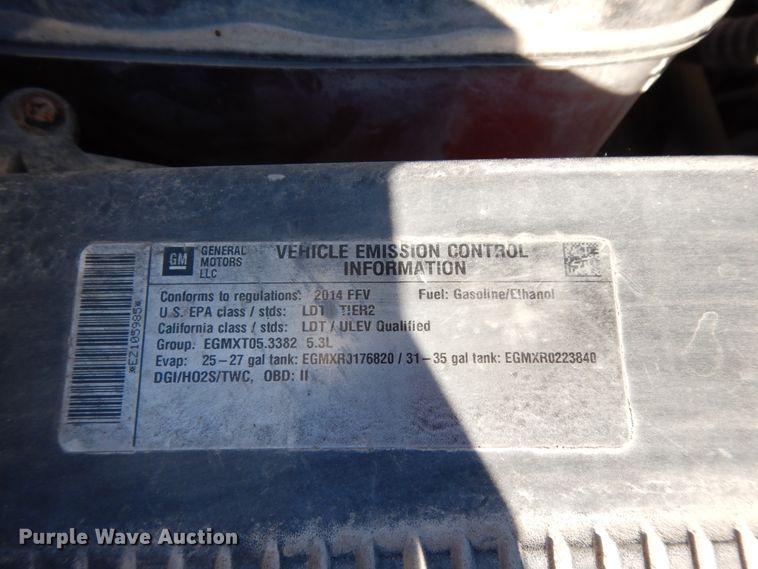 GM
GENERAL
MOTORS
LLC
VEHICLE EMISSION CONTROL
INFORMATION
Conforms to regulations: 2014 FFV Fuel: Gasoline/Ethanol
U.S. EPA class / stds: LDT TIER2
California class / stds: LDT / ULEV Qualified
Group: EGMXT05.3382 5.3L
Evap: 25-27 gal tank: EGMXR0176820 / 31-35 gal tank: EGMXR0223840
DGI/HO2S/TWC, OBD: II
*EZ105985*
Purple Wave Auction